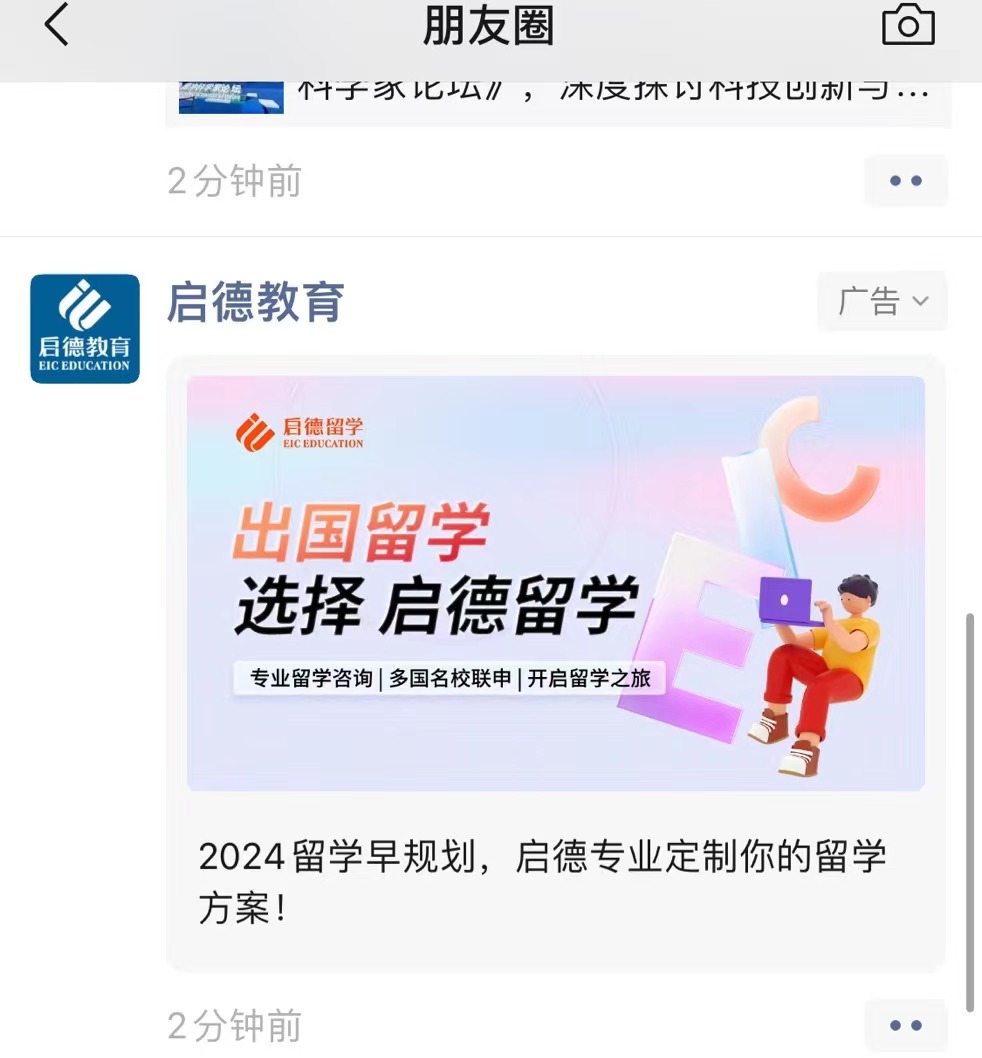 朋友圈
科学家论坛》，深度探讨科技创新与...
2分钟前
启德教育
广告
启德教育
EIC EDUCATION
启德留学
EIC EDUCATION
出国留学
选择 启德留学
专业留学咨询|多国名校联申|开启留学之旅
EIC
2024留学早规划，启德专业定制你的留学
方案！
2分钟前